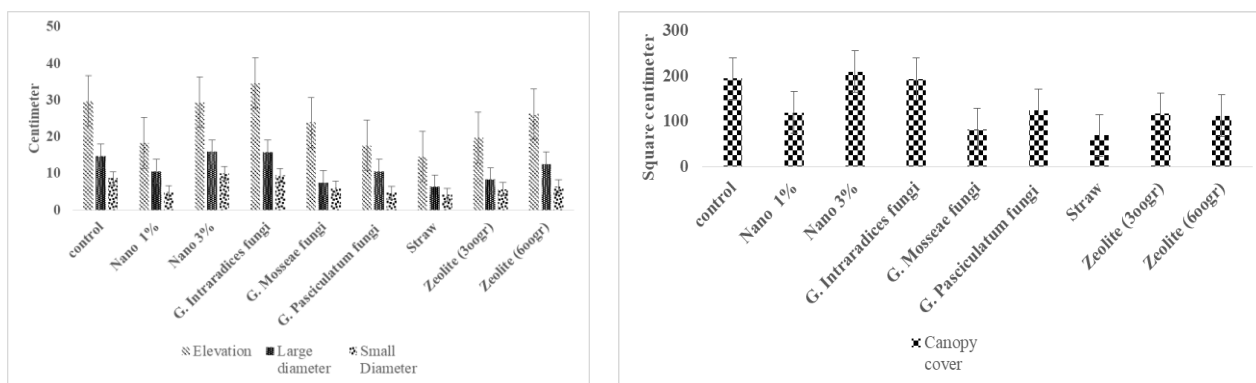 50
40
30
20
10
0
Centimeter
control
Nano 1%
Nano 3%
G. Intraradices fungi
G. Mosseae fungi
G. Pasciculatum fungi
Straw
Zeolite (3oogr)
Zeolite (6oogr)
Elevation
Large
diameter
Small
Diameter
300
200
100
0
Square centimeter
control
Nano 1%
Nano 3%
G. Intraradices fungi
G. Mosseae fungi
G. Pasciculatum fungi
Straw
Zeolite (3oogr)
Zeolite (6oogr)
Canopy
cover